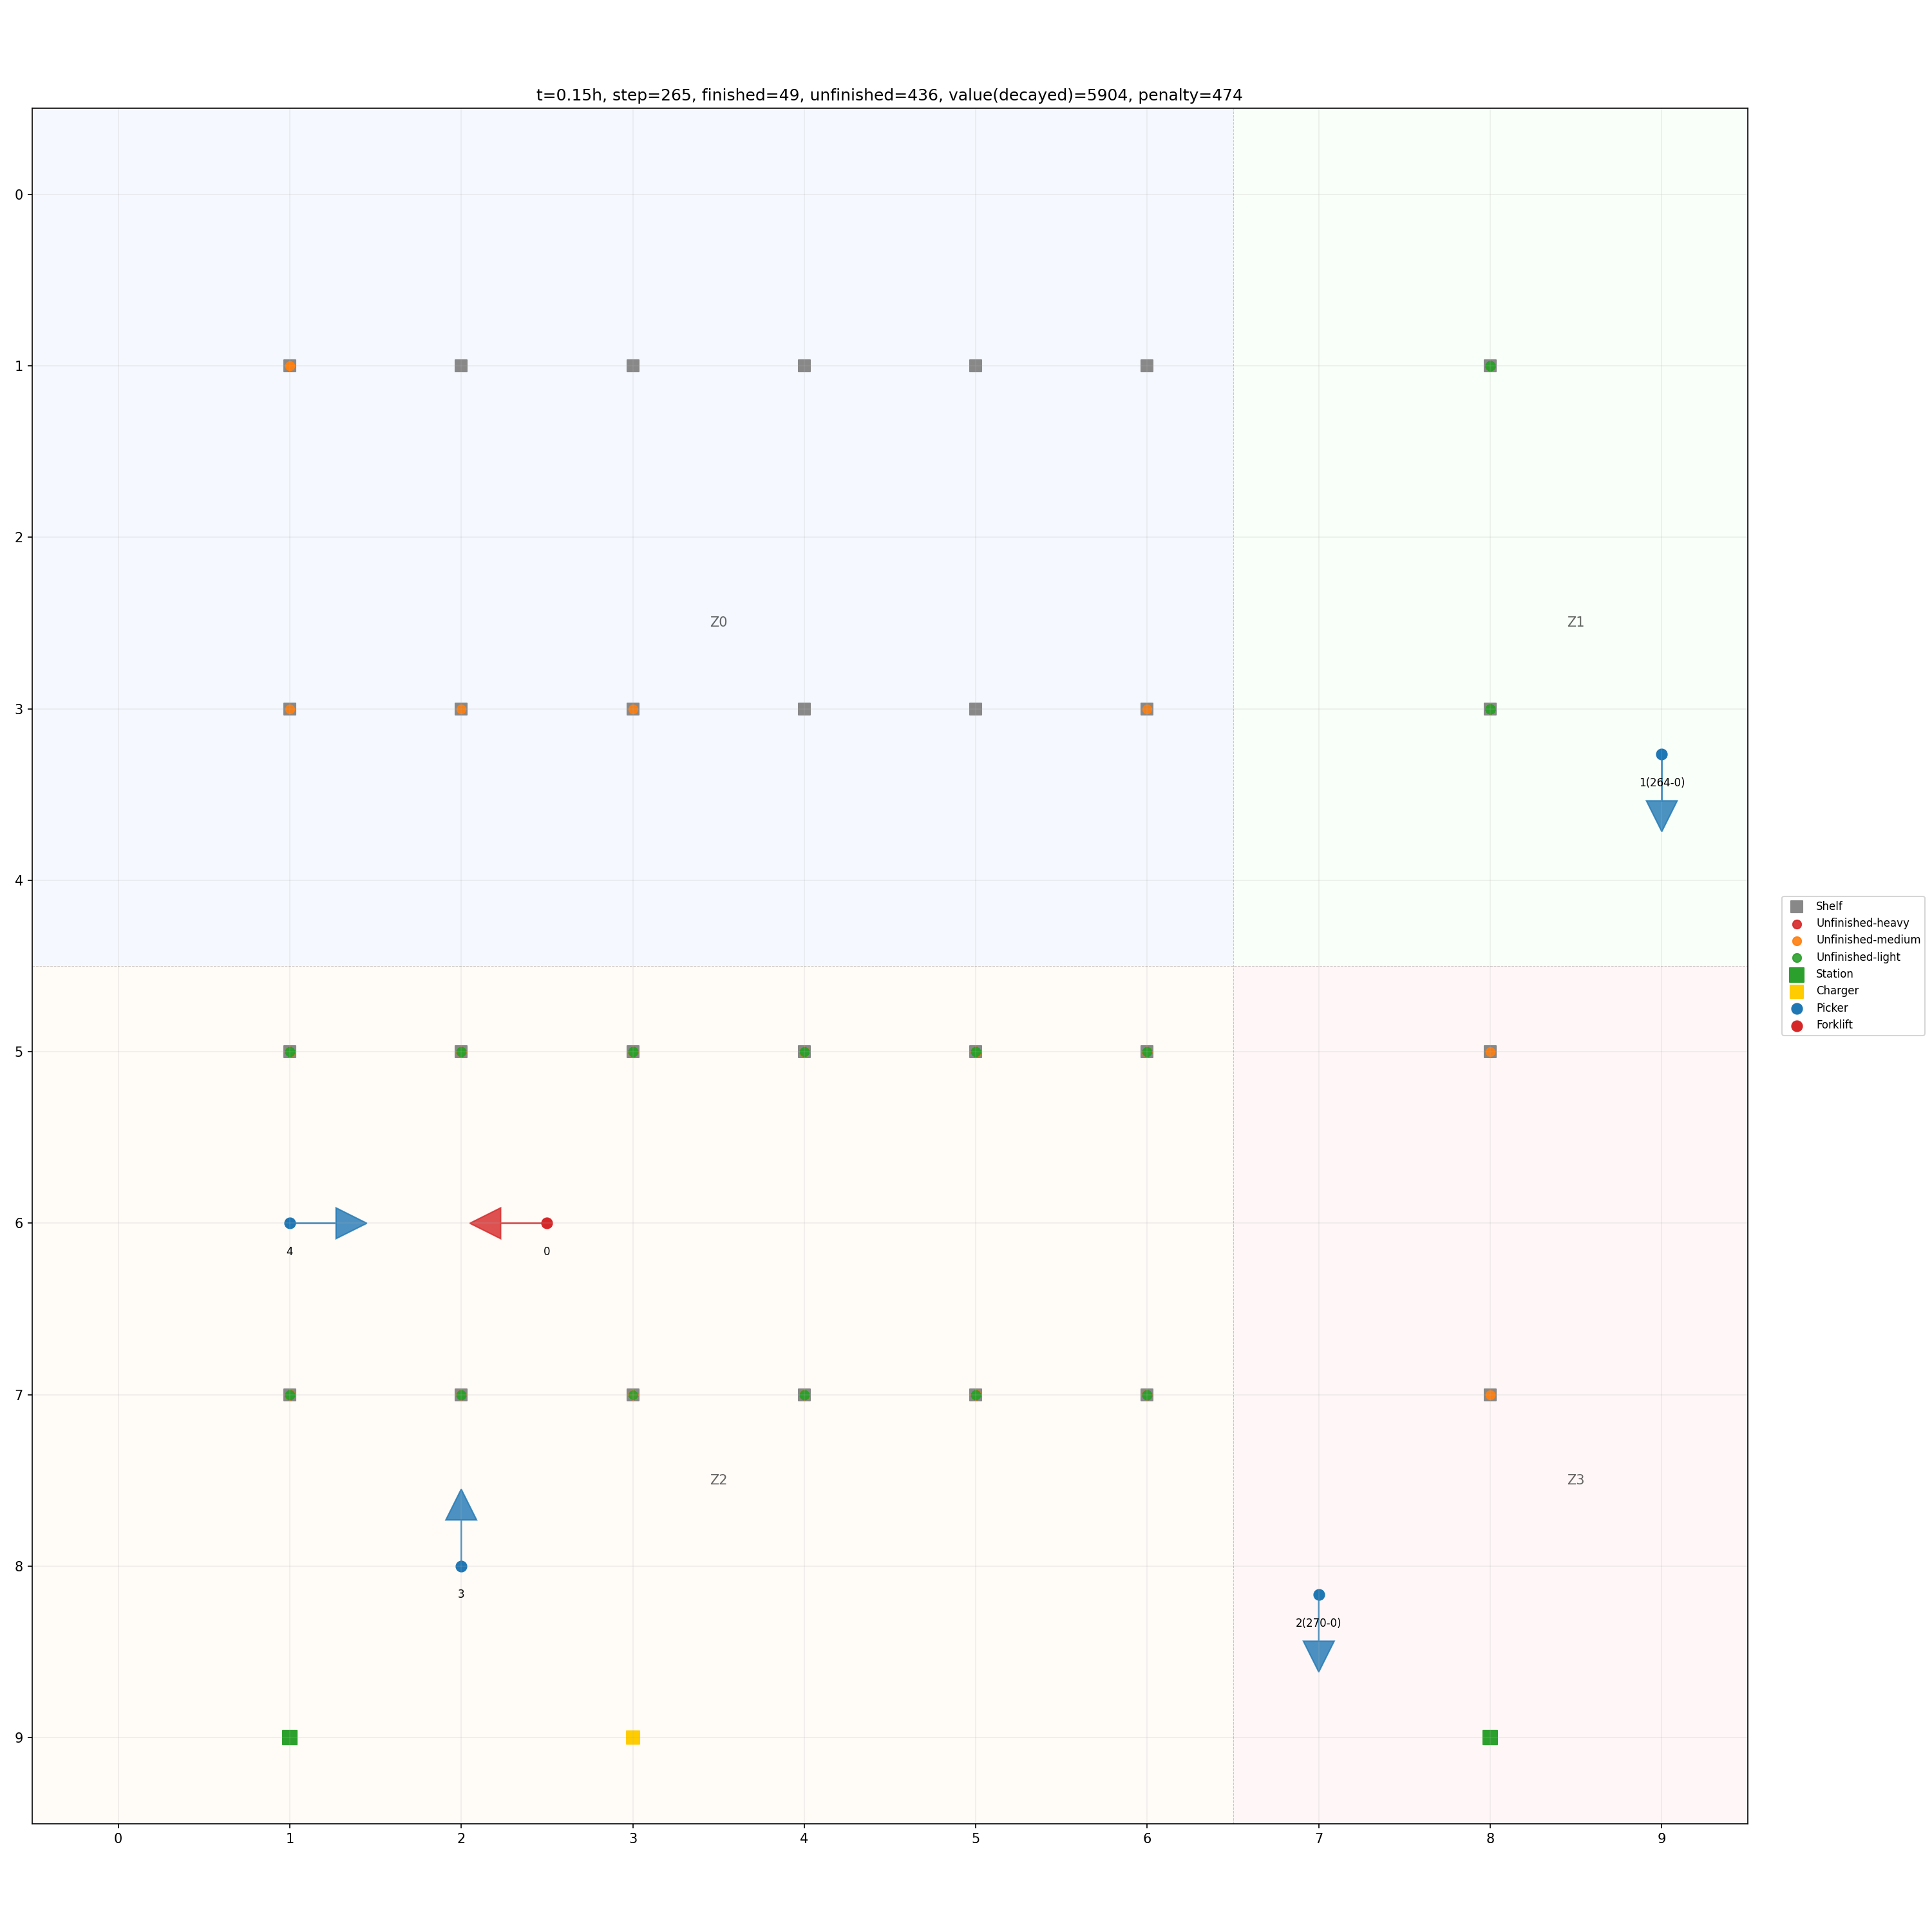 t=0.15h, step=265, finished=49, unfinished=436, value(decayed)=5904, penalty=474
0
1
2
Z0
Z1
3
1(264-0)
4
Shelf
Unfinished-heavy
Unfinished-medium
Unfinished-light
Station
Charger
Picker
Forklift
5
6
4
0
7
Z2
Z3
8
3
2(270-0)
9
0
1
2
3
4
5
6
7
8
9